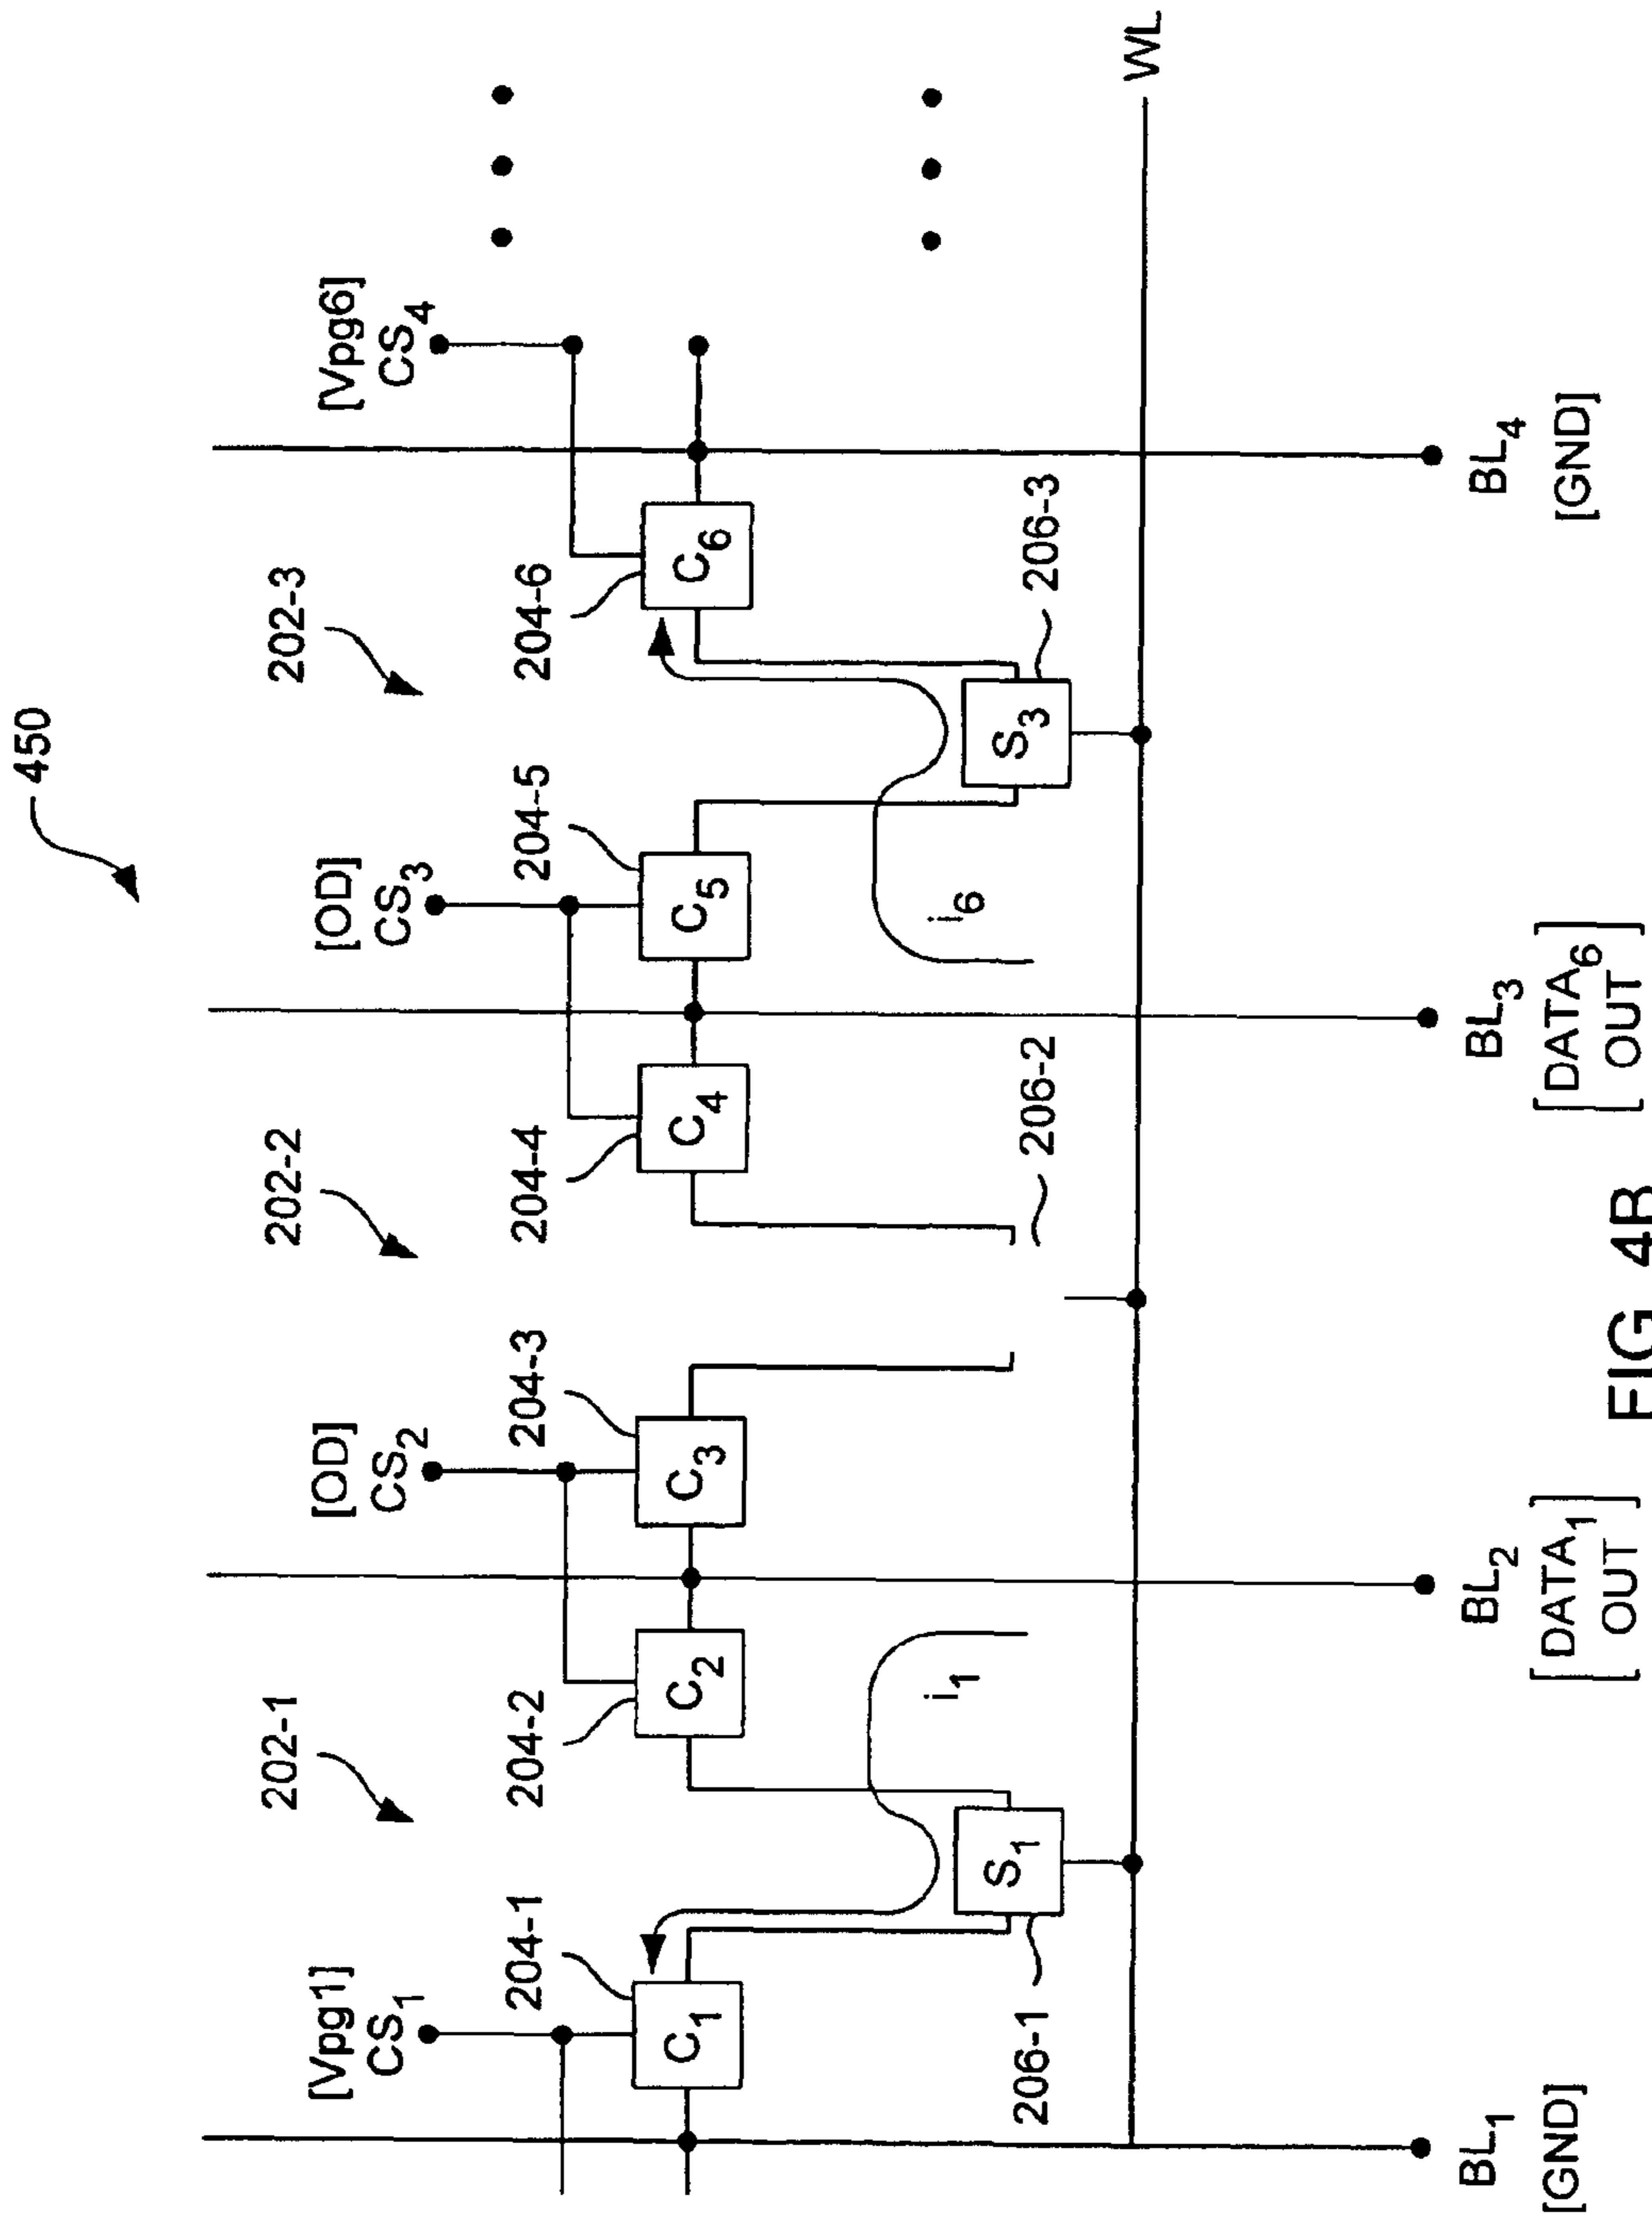 450
202-1
202-2
202-3
[Vpg1]
CS₁
[OD]
CS₂
[OD]
CS₃
[Vpg6]
CS₄
204-1
204-2
204-3
204-4
204-5
204-6
C₁
C₂
C₃
C₄
C₅
C₆
i₁
i₆
S₁
S₃
206-1
206-2
206-3
WL
BL₁
[GND]
BL₂
[DATA₁
OUT]
BL₃
[DATA₆
OUT]
BL₄
[GND]
FIG 4B